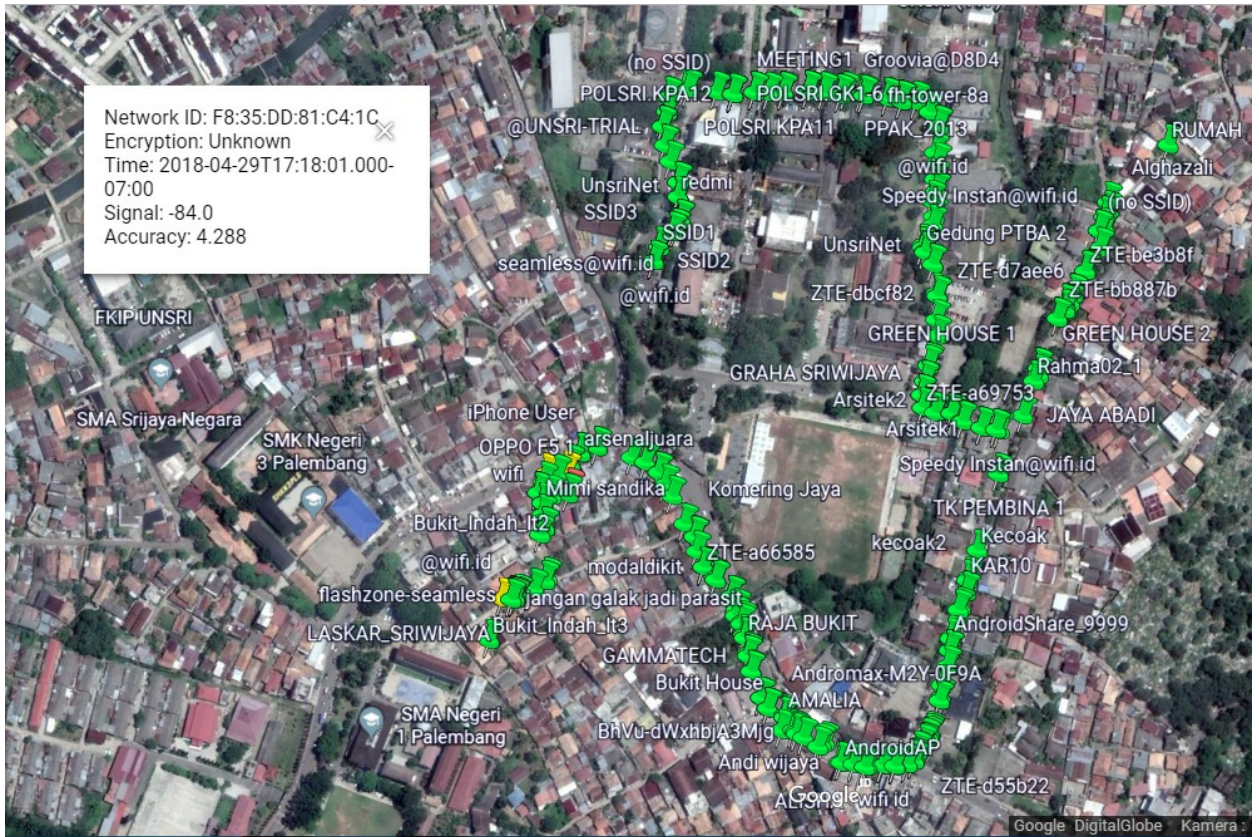 (no SSID)
MEETING1
Groovia@D8D4
POLSRI.KPA12
POLSRI.GK1-6
fh-tower-8a
Network ID: F8:35:DD:81:C4:1C
Encryption: Unknown
Time: 2018-04-29T17:18:01.000-
07:00
Signal: -84.0
Accuracy: 4.288
@UNSRI-TRIAL
POLSRI.KPA11
PPAK_2013
RUMAH
@wifi.id
Alghazali
UnsriNet
redmi
Speedy Instan@wifi.id
(no SSID)
SSID3
SSID1
UnsriNet
Gedung PTBA 2
seamless@wifi.id
SSID2
ZTE-be3b8f
ZTE-d7aee6
@wifi.id
ZTE-dbcf82
ZTE-bb887b
FKIP UNSRI
GREEN HOUSE 1
GREEN HOUSE 2
GRAHA SRIWIJAYA
Rahma02_1
Arsitek2
ZTE-a69753
SMA Srijaya Negara
iPhone User
JAYA ABADI
Arsitek1
SMK Negeri
3 Palembang
OPPO F5 1
arsenaljuara
wifi
Speedy Instan@wifi.id
Mimi sandika
Komering Jaya
TK PEMBINA 1
Bukit_Indah_lt2
Kecoak
kecoak2
ZTE-a66585
@wifi.id
modaldikit
KAR10
flashzone-seamless
jangan galak jadi parasit
LASKAR_SRIWIJAYA
Bukit_Indah_lt3
RAJA BUKIT
AndroidShare_9999
GAMMATECH
Bukit House
Andromax-M2Y-0F9A
AMALIA
SMA Negeri
1 Palembang
BhVu-dWxhbjA3Mjg
AndroidAP
Andi wijaya
ZTE-d55b22
Google
wifi.id
Google DigitalGlobe Kamera :